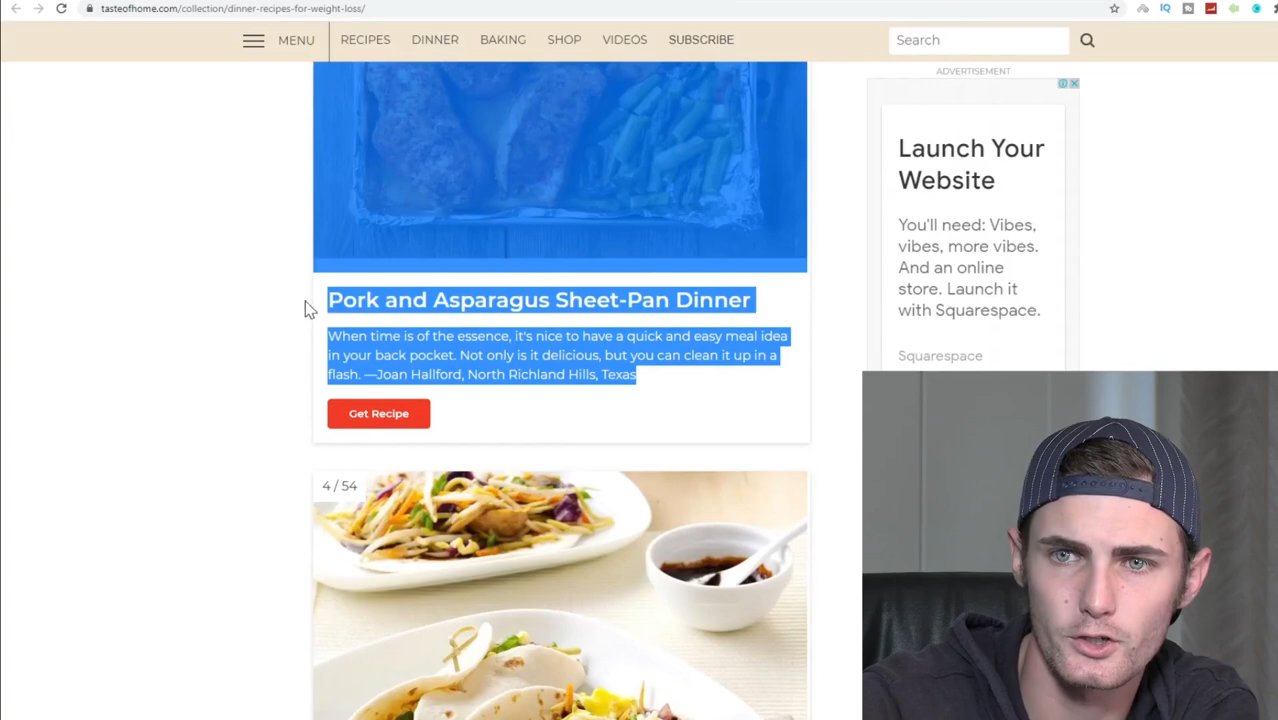 tasteofhome.com/collection/dinner-recipes-for-weight-loss/
IQ
MENU
RECIPES
DINNER
BAKING
SHOP
VIDEOS
SUBSCRIBE
Search
Pork and Asparagus Sheet-Pan Dinner
When time is of the essence, it's nice to have a quick and easy meal idea
in your back pocket. Not only is it delicious, but you can clean it up in a
flash. —Joan Hallford, North Richland Hills, Texas
Get Recipe
4 / 54
ADVERTISEMENT
Launch Your
Website
You'll need: Vibes,
vibes, more vibes.
And an online
store. Launch it
with Squarespace.
Squarespace